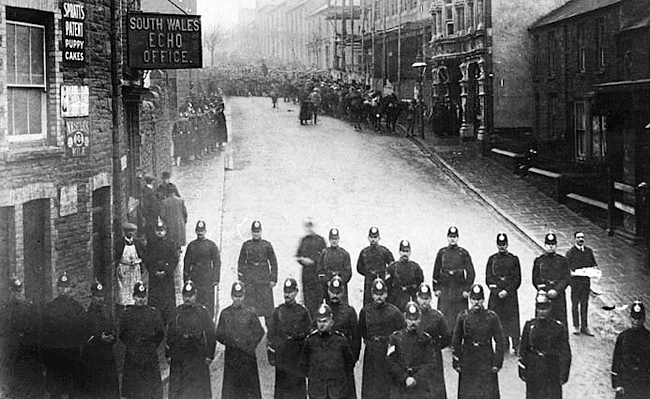 SPRATTS
PATENT
PUPPY
CAKES
SOUTH WALES
ECHO
OFFICE.